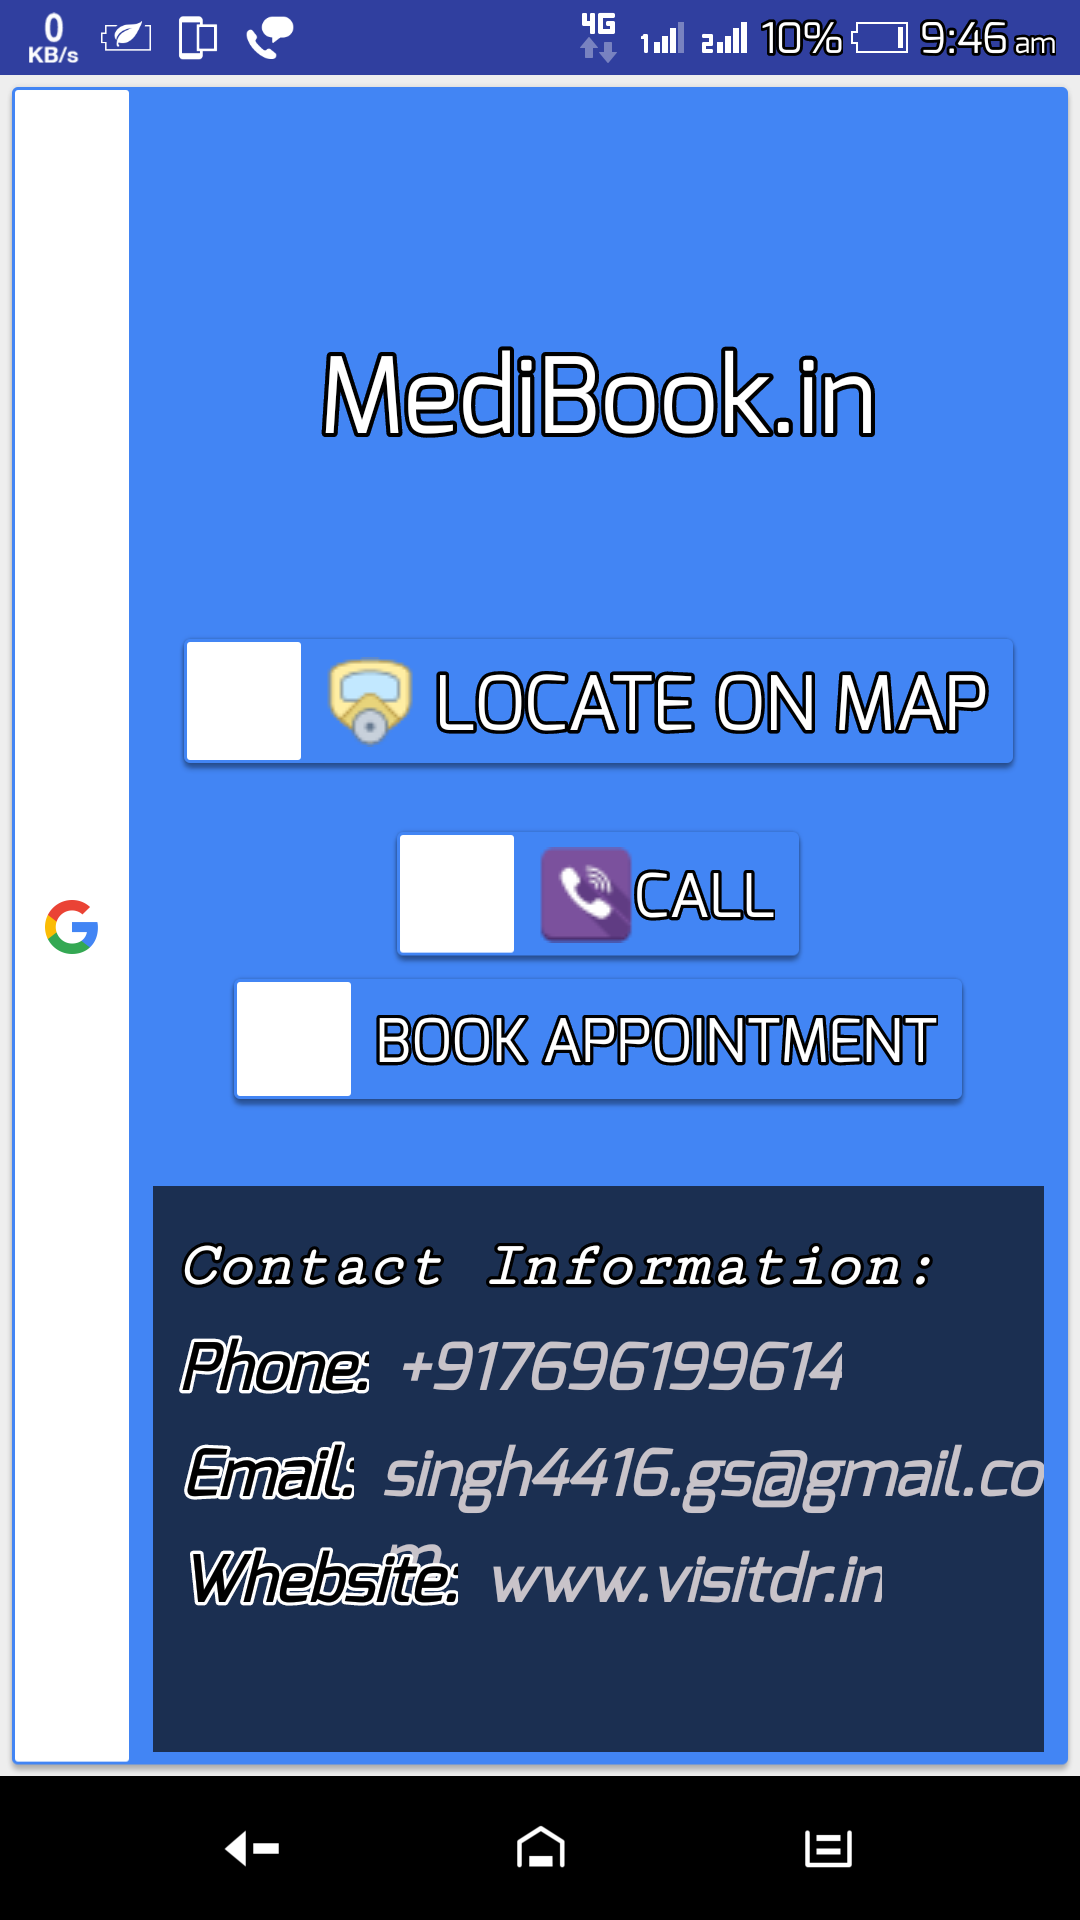 0
KB/s
4G
1
2
10%
9:46 am
MediBook.in
LOCATE ON MAP
CALL
BOOK APPOINTMENT
Contact Information:
Phone: +917696199614
Email: singh4416.gs@gmail.co
m
Whebsite: www.visitdr.in